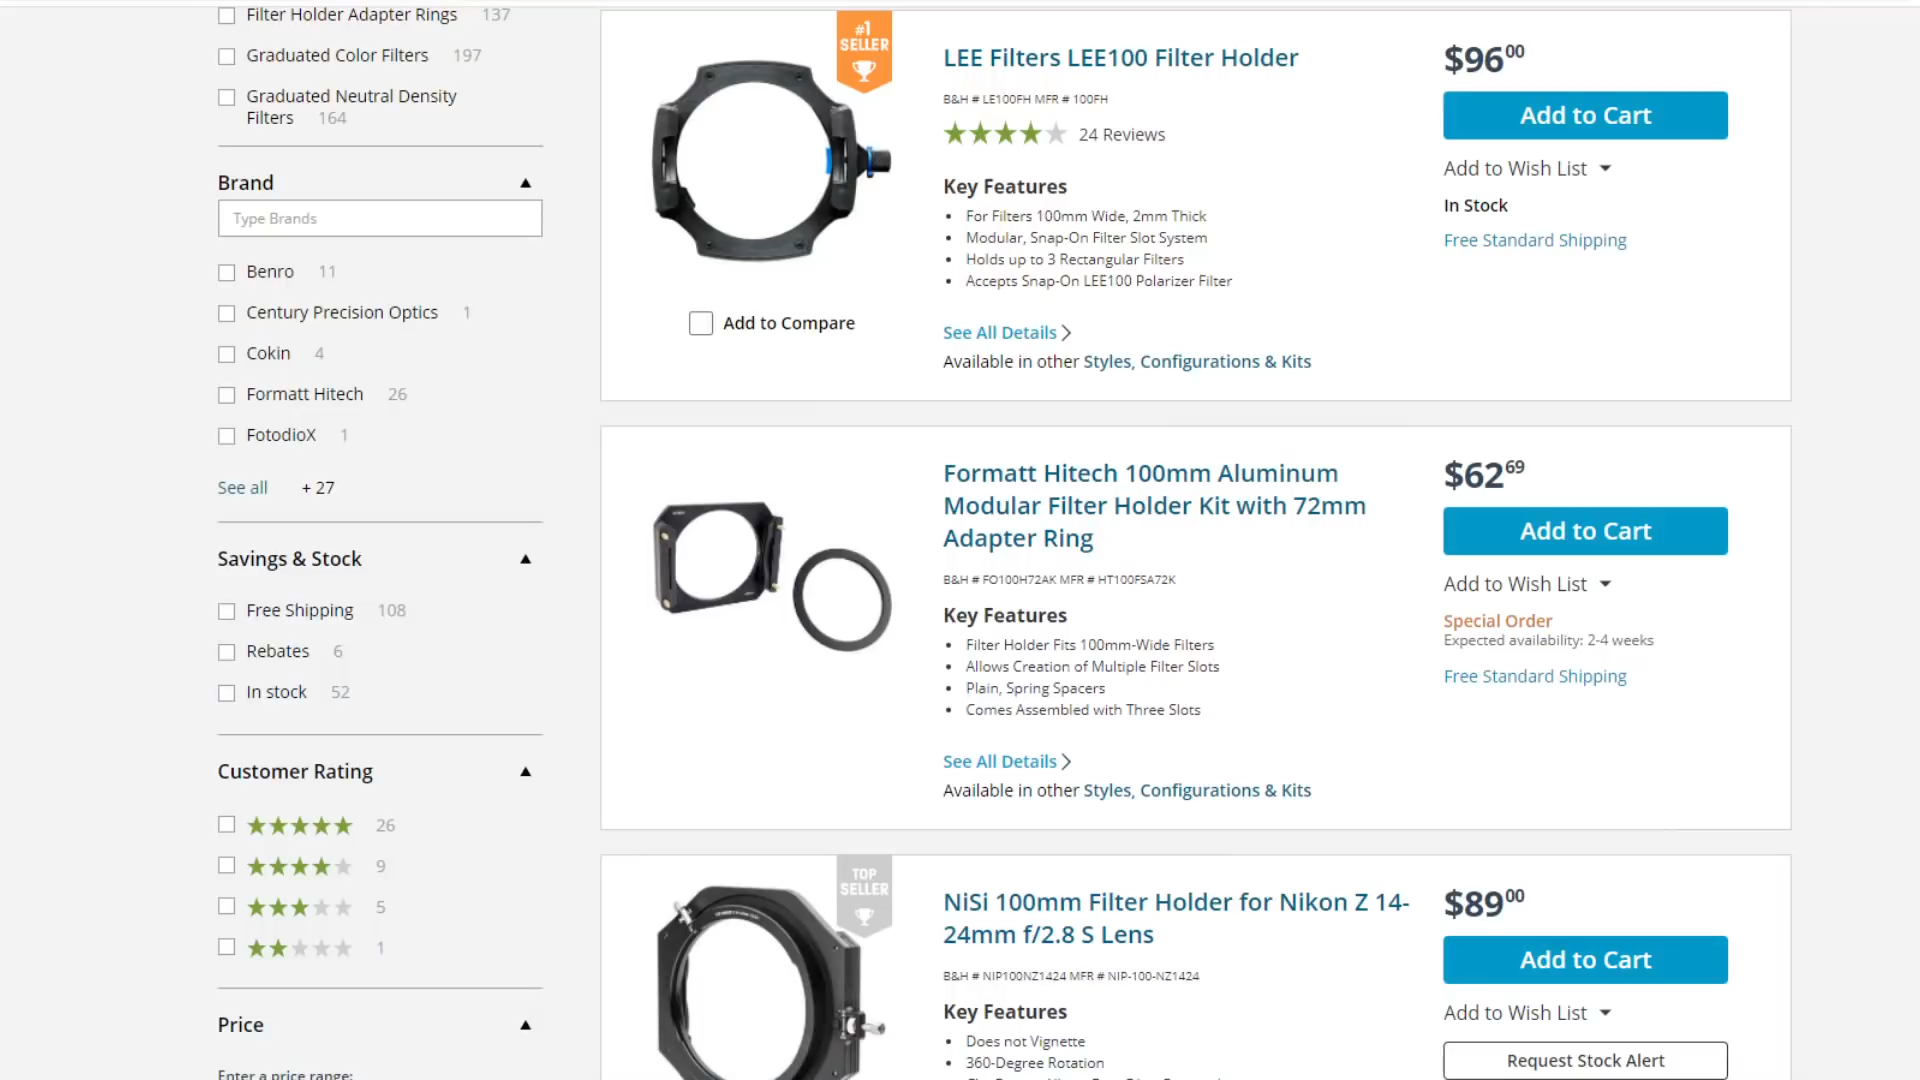 Filter Holder Adapter Rings 137
Graduated Color Filters 197
Graduated Neutral Density
Filters 164
Brand
Type Brands
Benro 11
Century Precision Optics 1
Cokin 4
Formatt Hitech 26
FotodioX 1
See all + 27
Savings & Stock
Free Shipping 108
Rebates 6
In stock 52
Customer Rating
26
9
5
1
Price
Enter a price range:
#1
SELLER
Add to Compare
LEE Filters LEE100 Filter Holder
B&H # LE100FH MFR # 100FH
24 Reviews
Key Features
• For Filters 100mm Wide, 2mm Thick
• Modular, Snap-On Filter Slot System
• Holds up to 3 Rectangular Filters
• Accepts Snap-On LEE100 Polarizer Filter
See All Details
Available in other Styles, Configurations & Kits
$96 00
Add to Cart
Add to Wish List
In Stock
Free Standard Shipping
Formatt Hitech 100mm Aluminum
Modular Filter Holder Kit with 72mm
Adapter Ring
B&H # FO100H72AK MFR # HT100FSA72K
Key Features
• Filter Holder Fits 100mm-Wide Filters
• Allows Creation of Multiple Filter Slots
• Plain, Spring Spacers
• Comes Assembled with Three Slots
See All Details
Available in other Styles, Configurations & Kits
$62 69
Add to Cart
Add to Wish List
Special Order
Expected availability: 2-4 weeks
Free Standard Shipping
TOP
SELLER
NiSi 100mm Filter Holder for Nikon Z 14-
24mm f/2.8 S Lens
B&H # NIP100NZ1424 MFR # NIP-100-NZ1424
Key Features
• Does not Vignette
• 360-Degree Rotation
$89 00
Add to Cart
Add to Wish List
Request Stock Alert